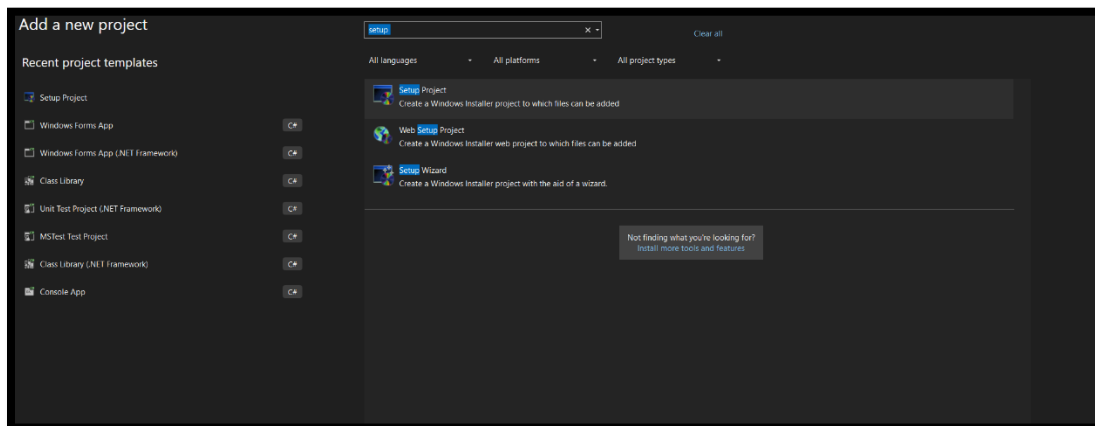 Add a new project
Recent project templates
Setup Project
Windows Forms App
C#
Windows Forms App (.NET Framework)
C#
Class Library
C#
Unit Test Project (.NET Framework)
C#
MSTest Test Project
C#
Class Library (.NET Framework)
C#
Console App
C#
setup
Clear all
All languages
All platforms
All project types
Setup Project
Create a Windows Installer project to which files can be added
Web Setup Project
Create a Windows Installer web project to which files can be added
Setup Wizard
Create a Windows Installer project with the aid of a wizard.
Not finding what you're looking for?
Install more tools and features